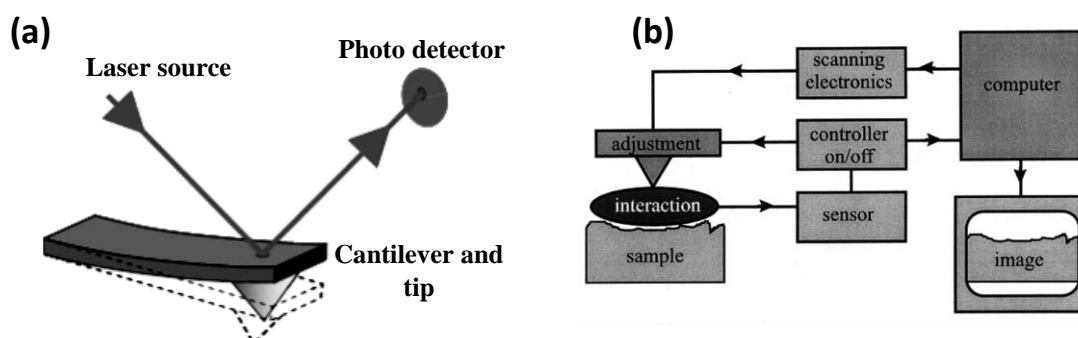 (a)
Photo detector
Laser source
Cantilever and
tip
(b)
scanning
electronics
computer
adjustment
controller
on/off
interaction
sensor
sample
image